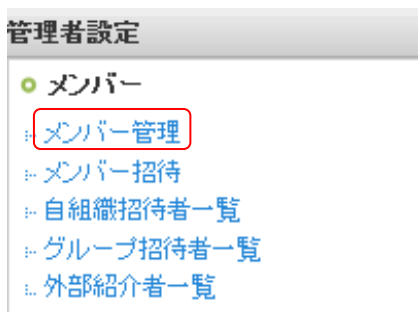 管理者設定
メンバー
メンバー管理
メンバー招待
自組織招待者一覧
グループ招待者一覧
外部紹介者一覧